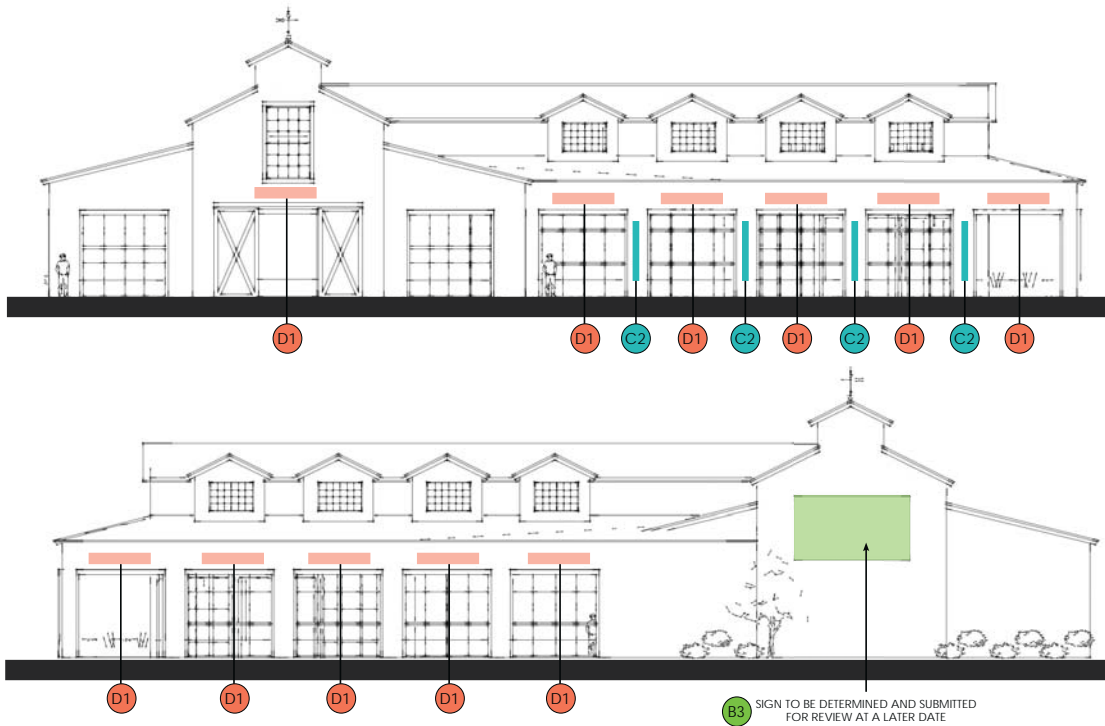 D1 D1 C2 D1 C2 D1 C2 D1 C2 D1
D1 D1 D1 D1 D1
B3 SIGN TO BE DETERMINED AND SUBMITTED
FOR REVIEW AT A LATER DATE